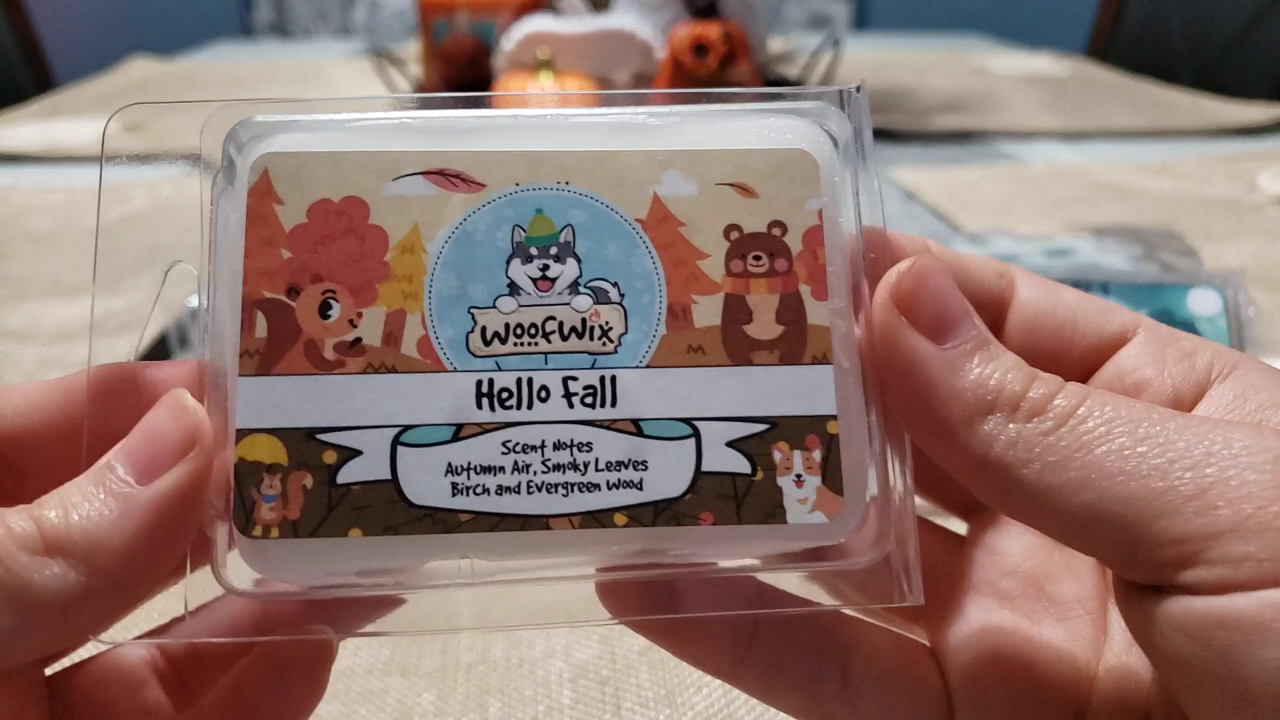 WOOFWIX
Hello Fall
Scent Notes
Autumn Air, Smoky Leaves
Birch and Evergreen Wood